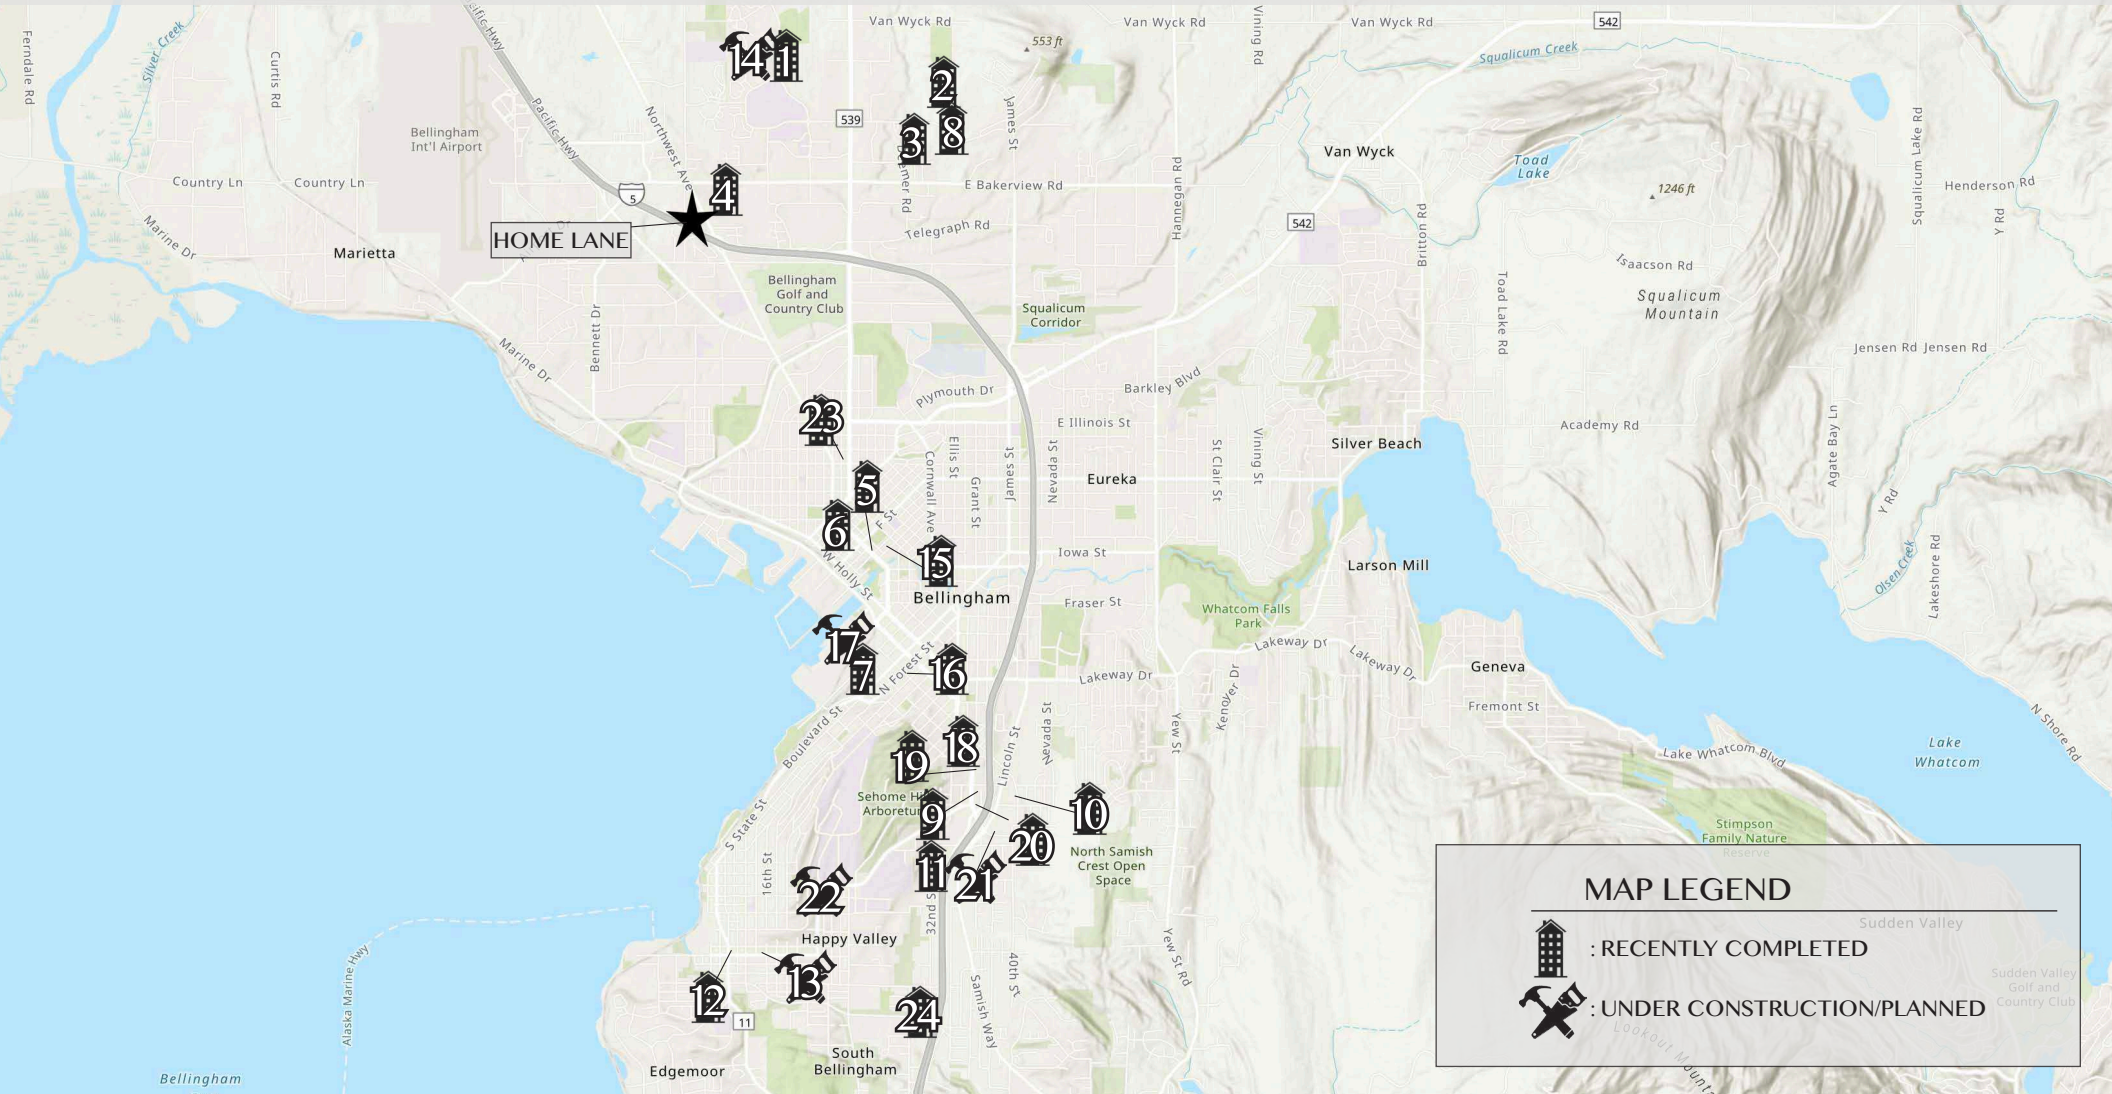 Van Wyck Rd
Van Wyck Rd
Van Wyck Rd
542
Ferndale Rd
Silver Creek
Curtis Rd
Pacific Hwy
Northwest Ave
14
1
553 ft
2
8
3
Vining Rd
Squalicum Creek
539
James St
Bellingham
Int'l Airport
Van Wyck
Toad
Lake
1246 ft
Squalicum Lake Rd
Henderson Rd
Y Rd
Country Ln
Country Ln
5
4
E Bakerview Rd
Telegraph Rd
Hannegan Rd
542
Britton Rd
HOME LANE
Marine Dr
Marietta
Isaacson Rd
Toad Lake Rd
Squalicum
Mountain
Bellingham
Golf and
Country Club
Squalicum
Corridor
Bennett Dr
Marine Dr
Jensen Rd
Jensen Rd
Plymouth Dr
Barkley Blvd
23
E Illinois St
Academy Rd
Agate Bay Ln
Silver Beach
Ellis St
Cornwall Ave
Grant St
James St
Nevada St
Eureka
St Clair St
Vining St
5
6
F St
15
Y Rd
Iowa St
Larson Mill
Olsen Creek
Lakeshore Rd
W Holly St
Bellingham
Fraser St
Whatcom Falls
Park
17
7
N Forest St
16
Lakeway Dr
Lakeway Dr
Lakeway Dr
Geneva
Kenoyer Dr
Fremont St
Boulevard St
18
19
Lincoln St
Nevada St
Yew St
Lake Whatcom Blvd
Lake
Whatcom
N Shore Rd
Sehome Hi
Arboretu
9
10
20
S State St
11
21
22
16th St
32nd S
North Samish
Crest Open
Space
Stimpson
Family Nature
Reserve
MAP LEGEND
: RECENTLY COMPLETED
: UNDER CONSTRUCTION/PLANNED
Sudden Valley
Sudden Valley
Golf and
Country Club
Happy Valley
13
12
11
24
40th St
Samish Way
Yew St Rd
Alaska Marine Hwy
South
Bellingham
Edgemoor
Bellingham